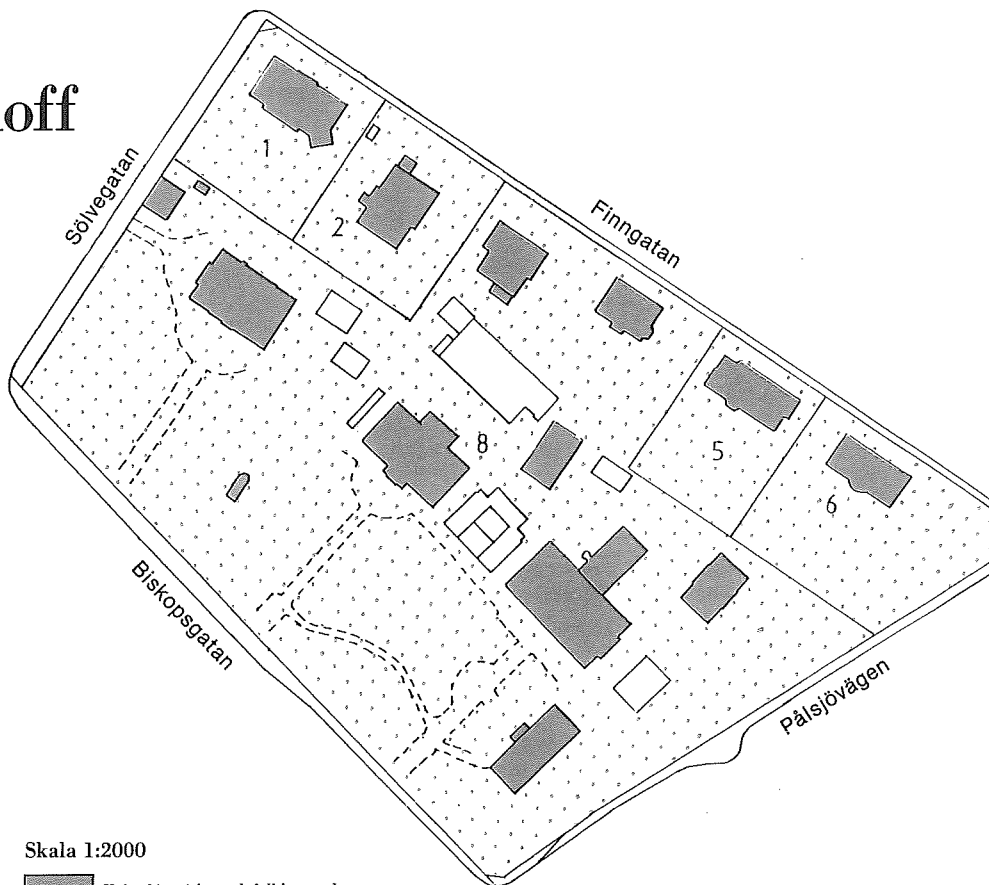 off
Sölvegatan
1
2
Finngatan
8
5
6
Biskopsgatan
Pålsjövägen
Skala 1:2000